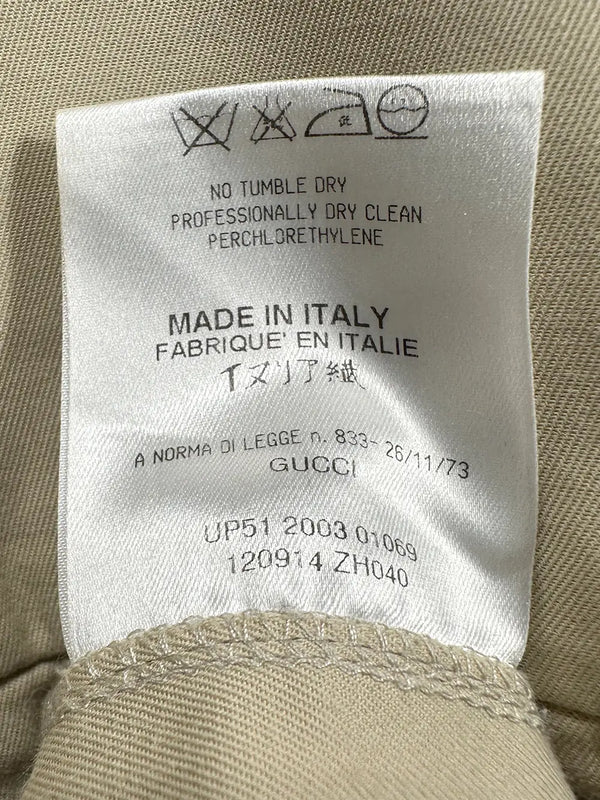 NO TUMBLE DRY
PROFESSIONALLY DRY CLEAN
PERCHLORETHYLENE
MADE IN ITALY
FABRIQUE' EN ITALIE
A NORMA DI LEGGE n. 833- 26/11/73
GUCCI
UP51 2003 01069
120914 ZH040